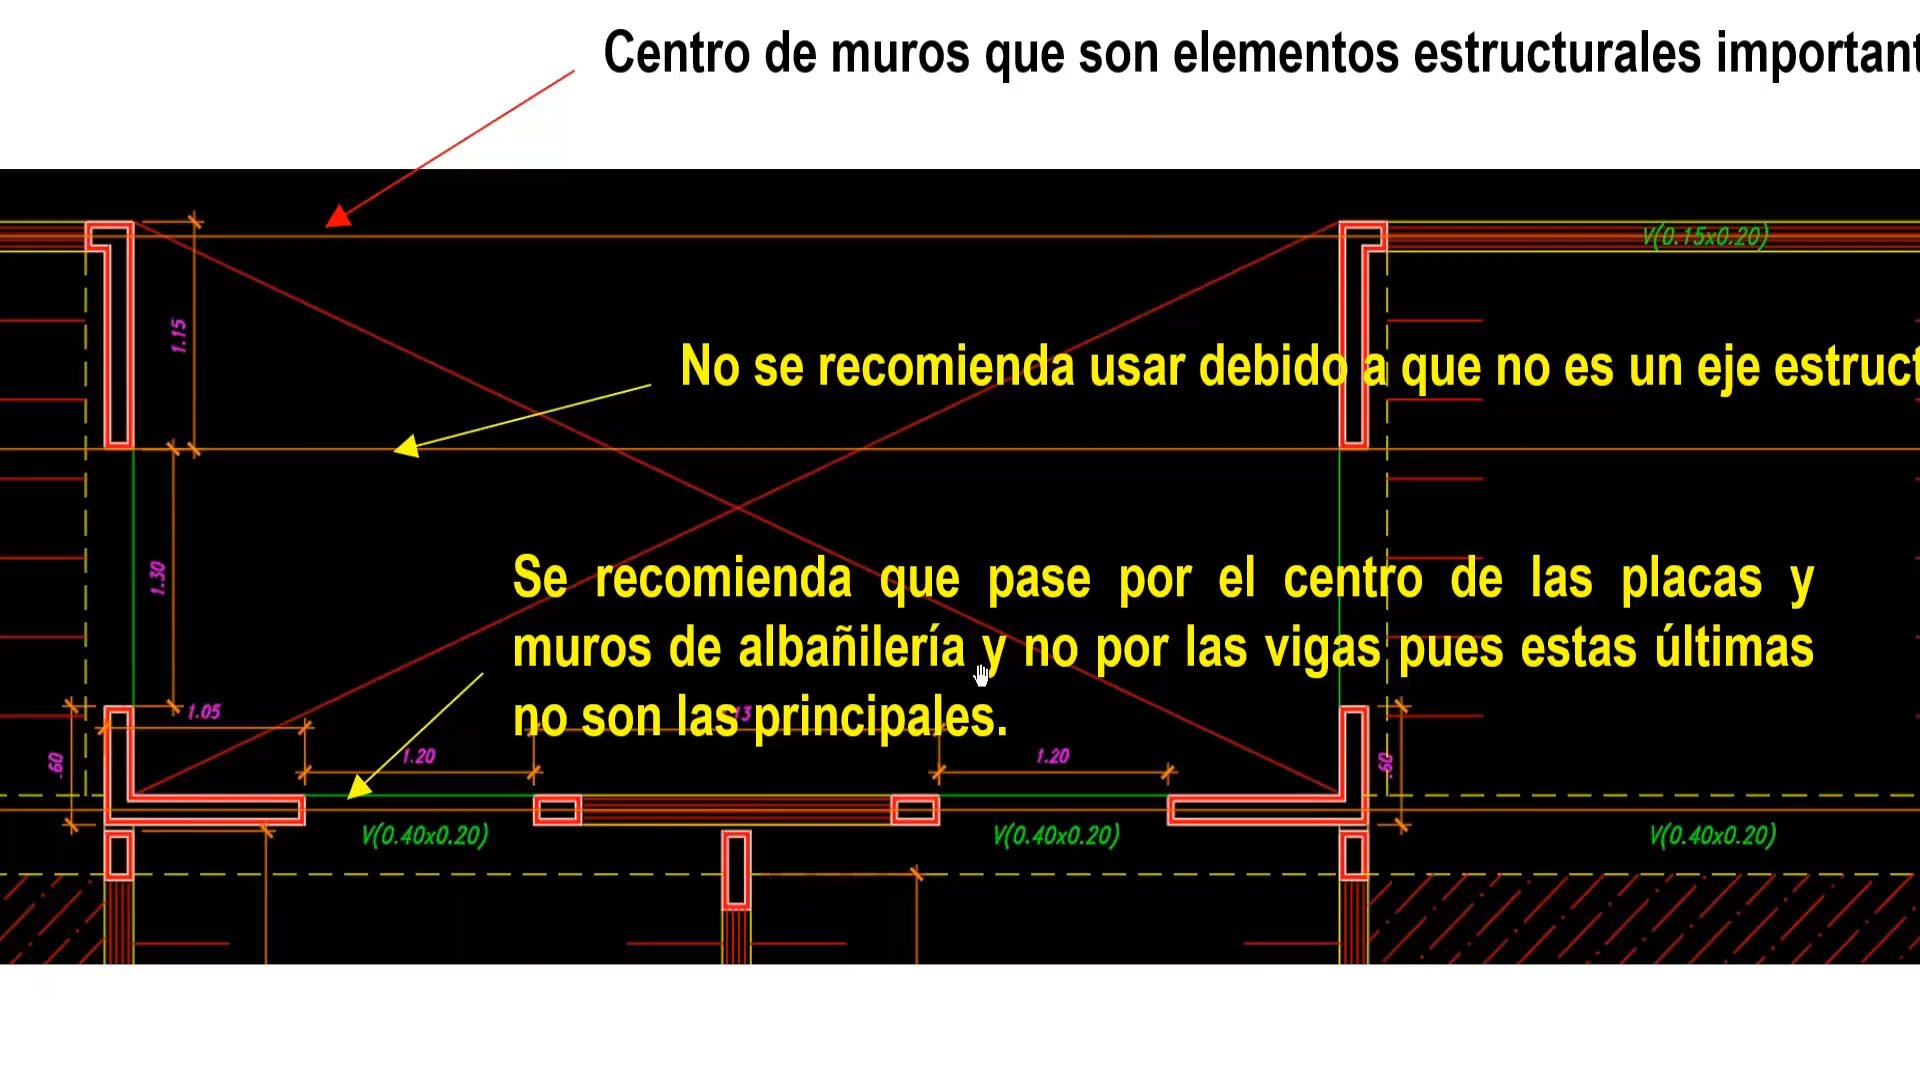 Centro de muros que son elementos estructurales important
V(0.15x0.20)
1.15
No se recomienda usar debido a que no es un eje estruct
1.30
Se recomienda que pase por el centro de las placas y
muros de albañilería y no por las vigas pues estas últimas
no son las principales.
1.05
.60
1.20
1.20
.60
V(0.40x0.20)
V(0.40x0.20)
V(0.40x0.20)